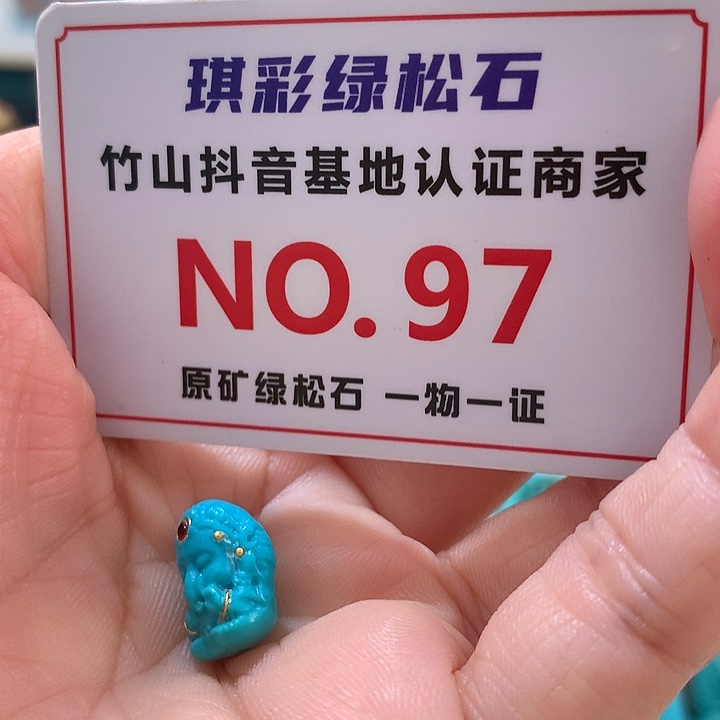 琪彩绿松石
竹山抖音基地认证商家
NO.97
原矿绿松石 一物一证